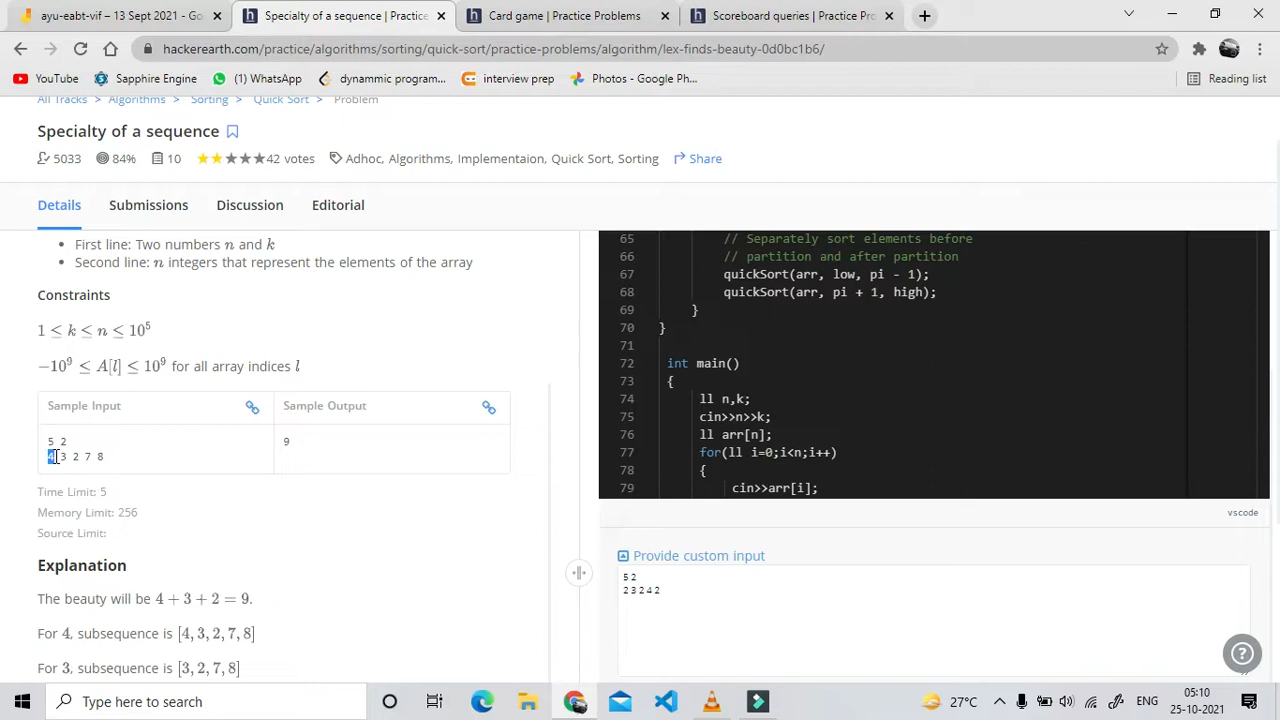 ayu-eabt-vif – 13 Sept 2021 - Go
Specialty of a sequence | Practice
Card game | Practice Problems
Scoreboard queries | Practice Pro
hackerearth.com/practice/algorithms/sorting/quick-sort/practice-problems/algorithm/lex-finds-beauty-0d0bc1b6/
YouTube
Sapphire Engine
(1) WhatsApp
dynammic program...
interview prep
Photos - Google Ph...
Reading list
All Tracks > Algorithms > Sorting > Quick Sort > Problem
Specialty of a sequence
5033 84% 10 42 votes Adhoc, Algorithms, Implementaion, Quick Sort, Sorting Share
Details Submissions Discussion Editorial
• First line: Two numbers n and k
• Second line: n integers that represent the elements of the array
Constraints
1 ≤ k ≤ n ≤ 10^5
−10^9 ≤ A[l] ≤ 10^9 for all array indices l
Sample Input
Sample Output
5 2
4 3 2 7 8
9
Time Limit: 5
Memory Limit: 256
Source Limit:
Explanation
The beauty will be 4 + 3 + 2 = 9.
For 4, subsequence is [4, 3, 2, 7, 8]
For 3, subsequence is [3, 2, 7, 8]
65 // Separately sort elements before
66 // partition and after partition
67 quickSort(arr, low, pi - 1);
68 quickSort(arr, pi + 1, high);
69 }
70 }
71
72 int main()
73 {
74 ll n,k;
75 cin>>n>>k;
76 ll arr[n];
77 for(ll i=0;i<n;i++)
78 {
79 cin>>arr[i];
vscode
Provide custom input
5 2
2 3 2 4 2
Type here to search
27°C
ENG
05:10
25-10-2021